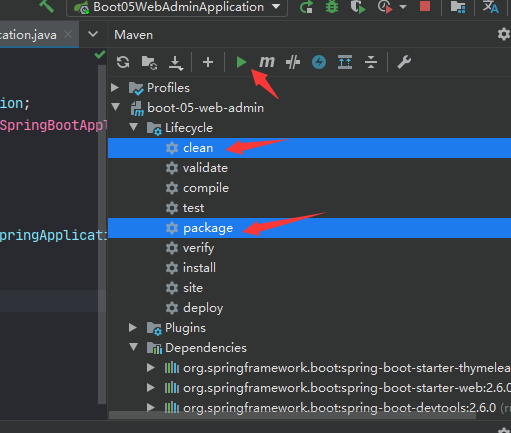 Boot05WebAdminApplication
cation.java
Maven
Profiles
boot-05-web-admin
ion;
Lifecycle
SpringBootAppl
clean
validate
compile
test
package
pringApplicati
verify
install
site
deploy
Plugins
Dependencies
org.springframework.boot:spring-boot-starter-thymelea
org.springframework.boot:spring-boot-starter-web:2.6.0
org.springframework.boot:spring-boot-devtools:2.6.0 (ru